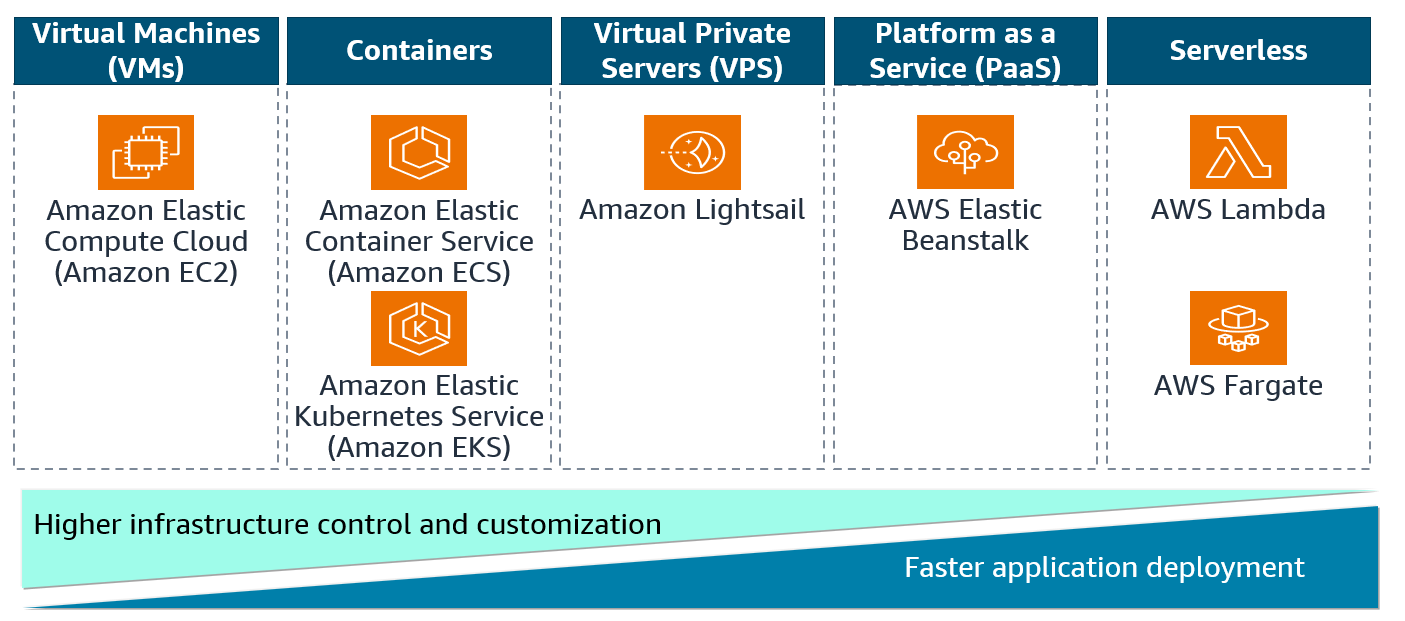 Virtual Machines
(VMs)
Containers
Virtual Private
Servers (VPS)
Platform as a
Service (PaaS)
Serverless
Amazon Elastic
Compute Cloud
(Amazon EC2)
Amazon Elastic
Container Service
(Amazon ECS)
K
Amazon Elastic
Kubernetes Service
(Amazon EKS)
Amazon Lightsail
AWS Elastic
Beanstalk
AWS Lambda
AWS Fargate
Higher infrastructure control and customization
Faster application deployment